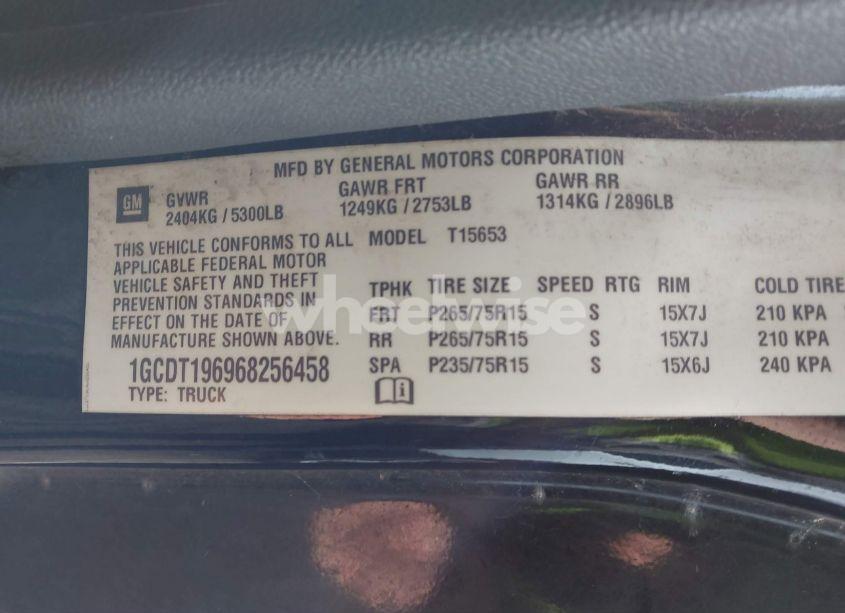 MFD BY GENERAL MOTORS CORPORATION
GM
GVWR GAWR FRT GAWR RR
2404KG / 5300LB 1249KG / 2753LB 1314KG / 2896LB
THIS VEHICLE CONFORMS TO ALL
APPLICABLE FEDERAL MOTOR
VEHICLE SAFETY AND THEFT
PREVENTION STANDARDS IN
EFFECT ON THE DATE OF
MANUFACTURE SHOWN ABOVE.
MODEL T15653
TPHK TIRE SIZE SPEED RTG RIM COLD TIRE
FRT P265/75R15 S 15X7J 210 KPA
RR P265/75R15 S 15X7J 210 KPA
SPA P235/75R15 S 15X6J 240 KPA
1GCDT196968256458
TYPE: TRUCK
wheelwise